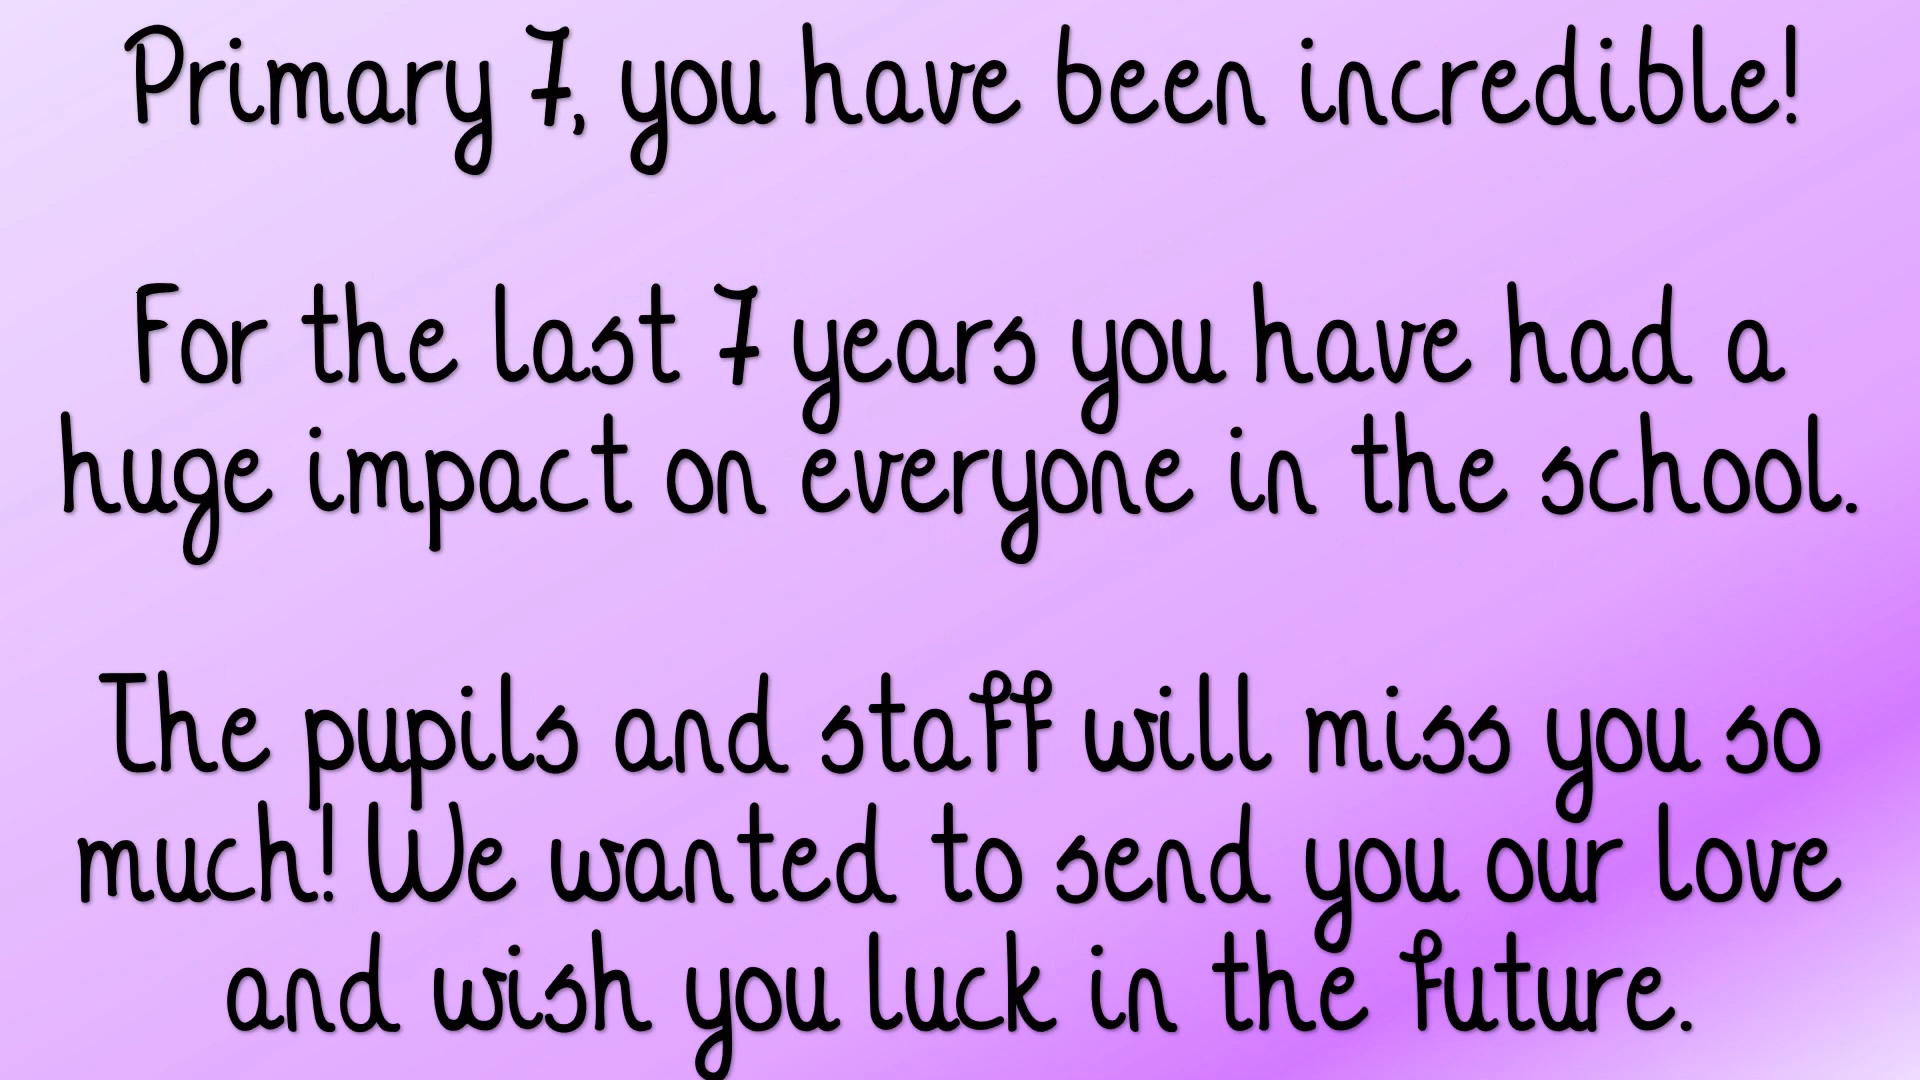 Primary 7, you have been incredible!
For the last 7 years you have had a
huge impact on everyone in the school.
The pupils and staff will miss you so
much! We wanted to send you our love
and wish you luck in the future.